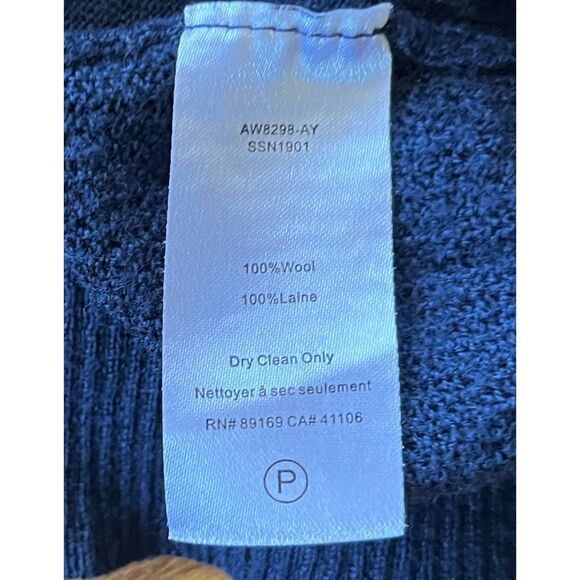 AW8298-AY
SSN1901
100%Wool
100%Laine
Dry Clean Only
Nettoyer à sec seulement
RN# 89169 CA# 41106
P